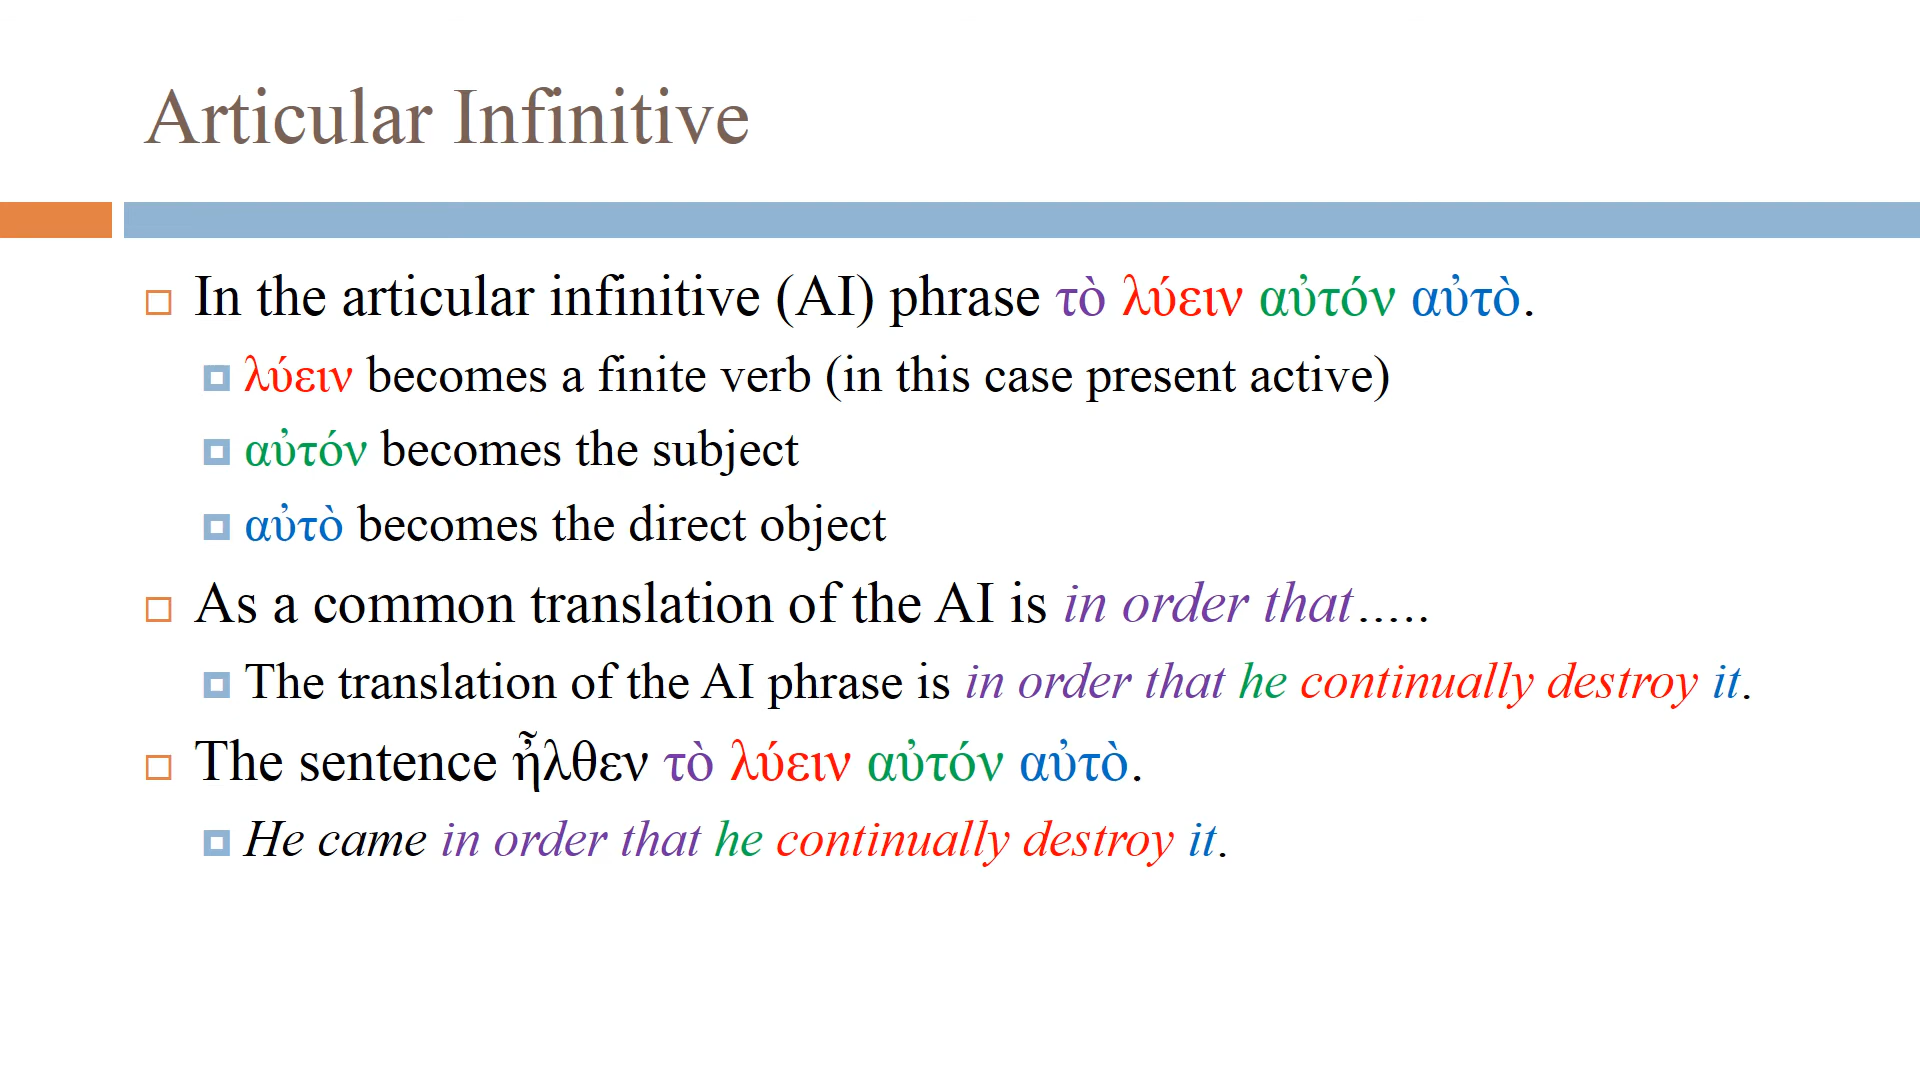 Articular Infinitive
In the articular infinitive (AI) phrase τὸ λύειν αὐτόν αὐτὸ.
λύειν becomes a finite verb (in this case present active)
αὐτόν becomes the subject
αὐτὸ becomes the direct object
As a common translation of the AI is in order that…..
The translation of the AI phrase is in order that he continually destroy it.
The sentence ἦλθεν τὸ λύειν αὐτόν αὐτὸ.
He came in order that he continually destroy it.